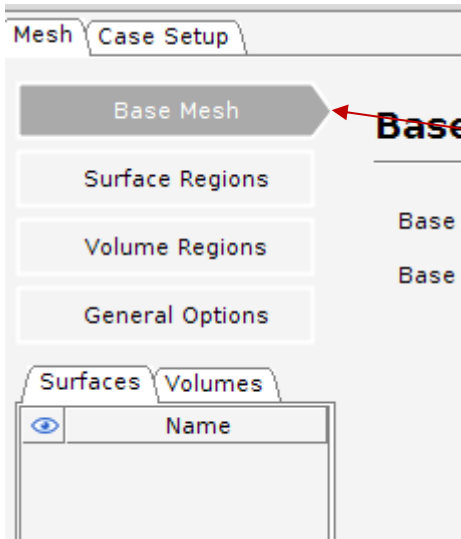 Mesh Case Setup
Base Mesh
Base
Surface Regions
Base
Volume Regions
Base
General Options
Surfaces Volumes
Name